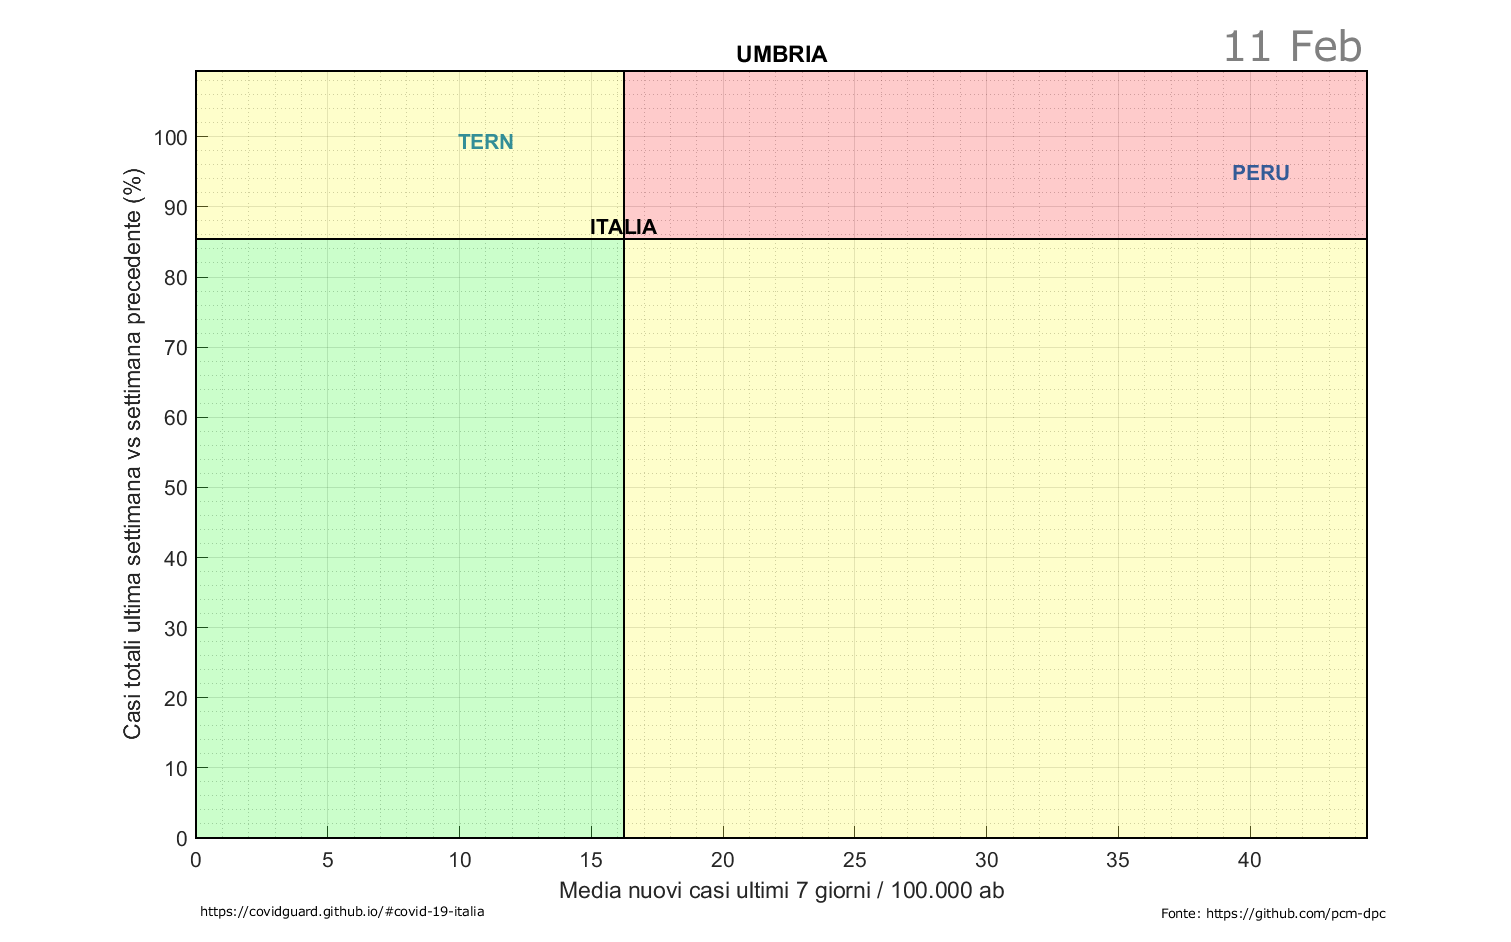 11 Feb
UMBRIA
Casi totali ultima settimana vs settimana precedente (%)
100
90
80
70
60
50
40
30
20
10
0
TERN
PERU
ITALIA
0 5 10 15 20 25 30 35 40
Media nuovi casi ultimi 7 giorni / 100.000 ab
https://covidguard.github.io/#covid-19-italia
Fonte: https://github.com/pcm-dpc